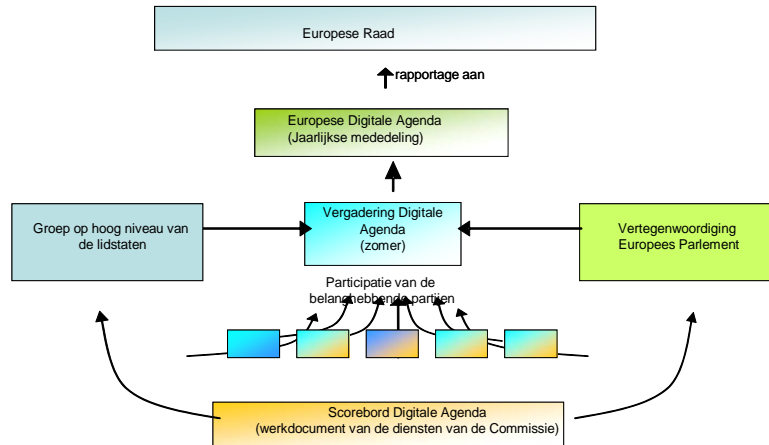 Europese Raad
rapportage aan
Europese Digitale Agenda
(Jaarlijkse mededeling)
Groep op hoog niveau van
de lidstaten
Vergadering Digitale
Agenda
(zomer)
Vertegenwoordiging
Europees Parlement
Participatie van de
belanghebbende partijen
Scorebord Digitale Agenda
(werkdocument van de diensten van de Commissie)